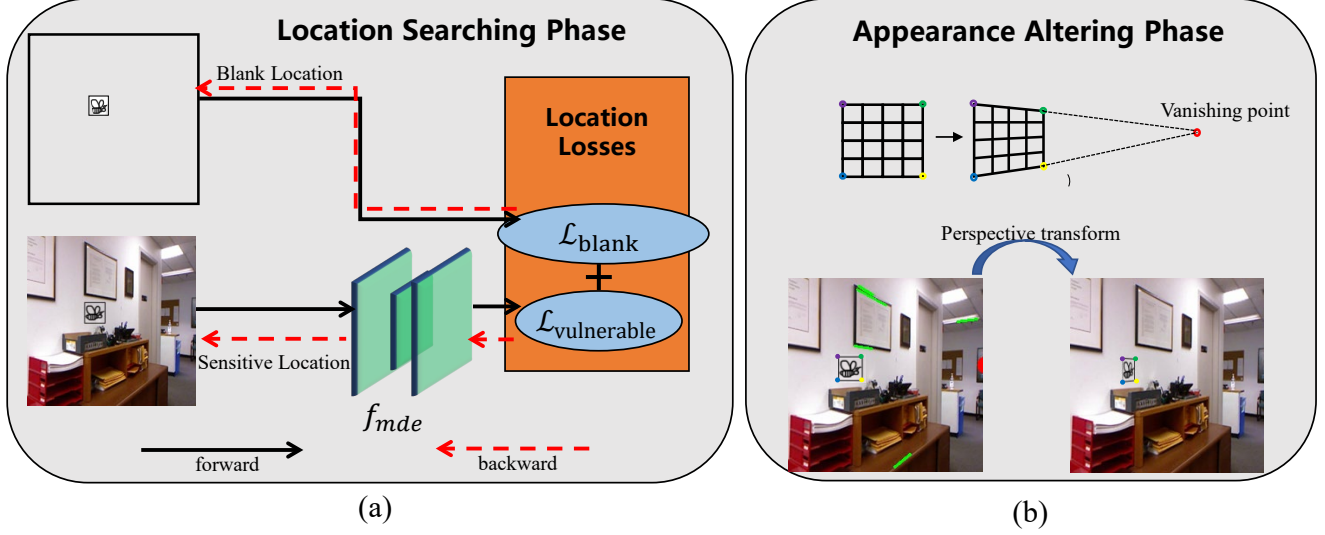 Location Searching Phase
Blank Location
Location
Losses
ℒblank
+
ℒvulnerable
Sensitive Location
fmde
forward
backward
(a)
Appearance Altering Phase
Vanishing point
)
Perspective transform
(b)